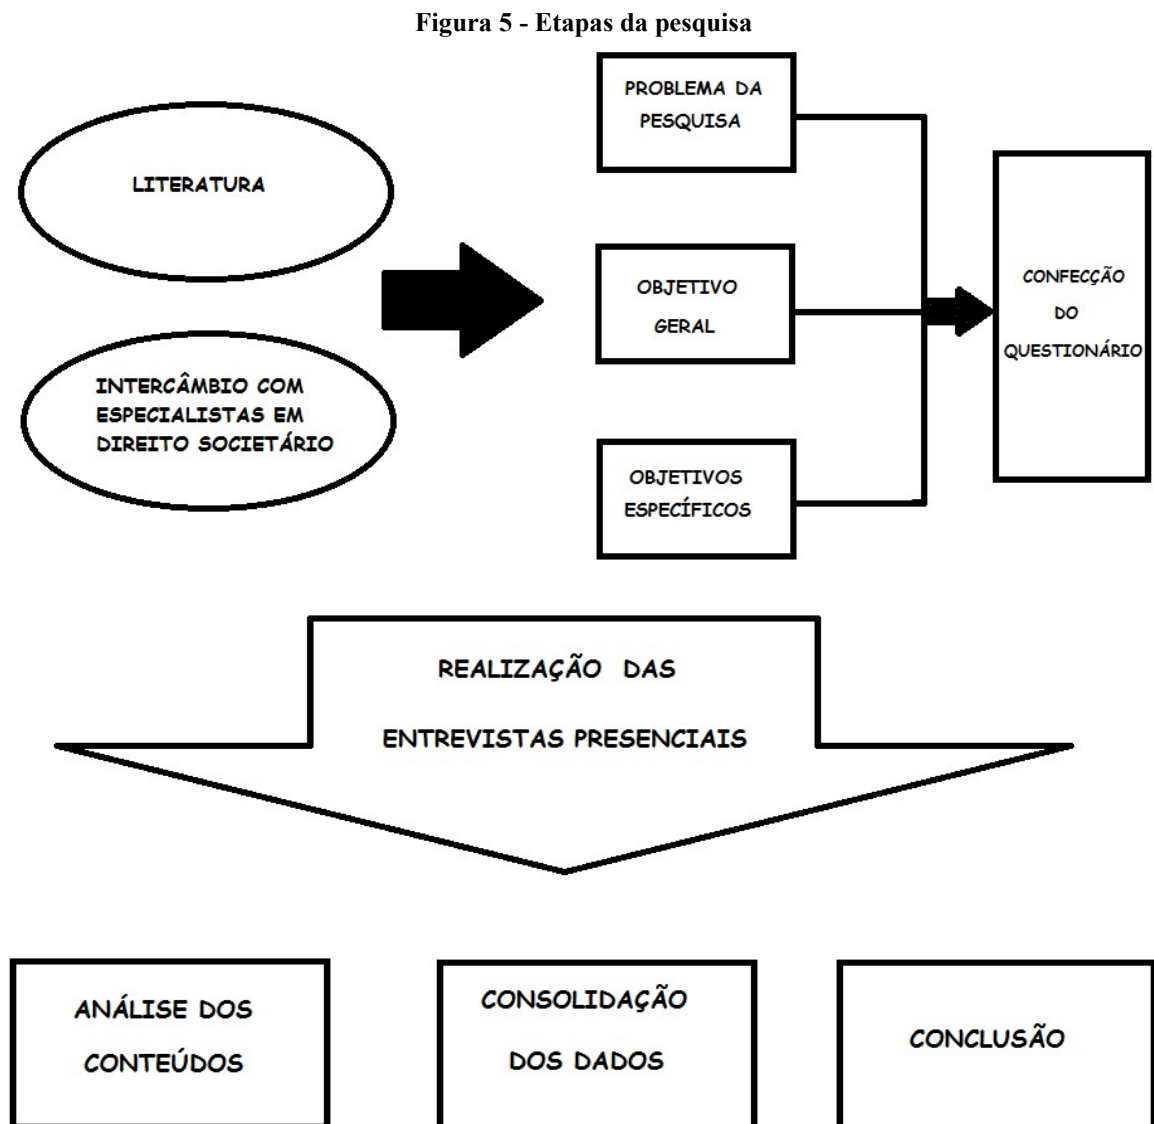 Figura 5 - Etapas da pesquisa
LITERATURA
INTERCÂMBIO COM
ESPECIALISTAS EM
DIREITO SOCIETÁRIO
PROBLEMA DA
PESQUISA
OBJETIVO
GERAL
OBJETIVOS
ESPECÍFICOS
CONFECÇÃO
DO
QUESTIONÁRIO
REALIZAÇÃO DAS
ENTREVISTAS PRESENCIAIS
ANÁLISE DOS
CONTEÚDOS
CONSOLIDAÇÃO
DOS DADOS
CONCLUSÃO